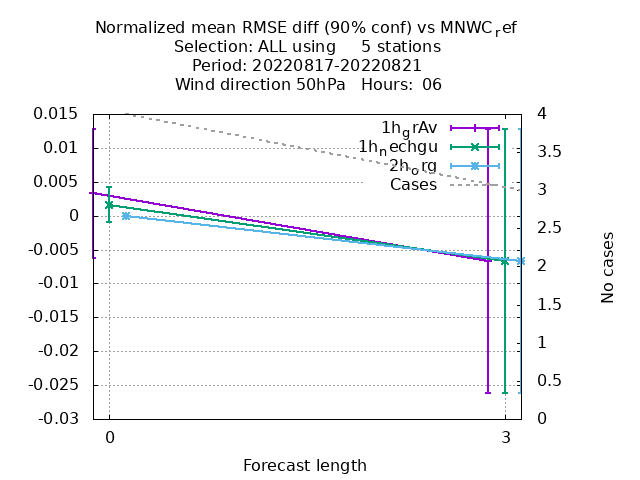 Normalized mean RMSE diff (90% conf) vs MNWC_ref
Selection: ALL using     5 stations
Period: 20220817-20220821
Wind direction 50hPa   Hours:  06
0.015
0.01
0.005
0
-0.005
-0.01
-0.015
-0.02
-0.025
-0.03
4
3.5
3
2.5
2
1.5
1
0.5
0
1h_grAv
1h_nechgu
2h_org
Cases
No cases
0
3
Forecast length